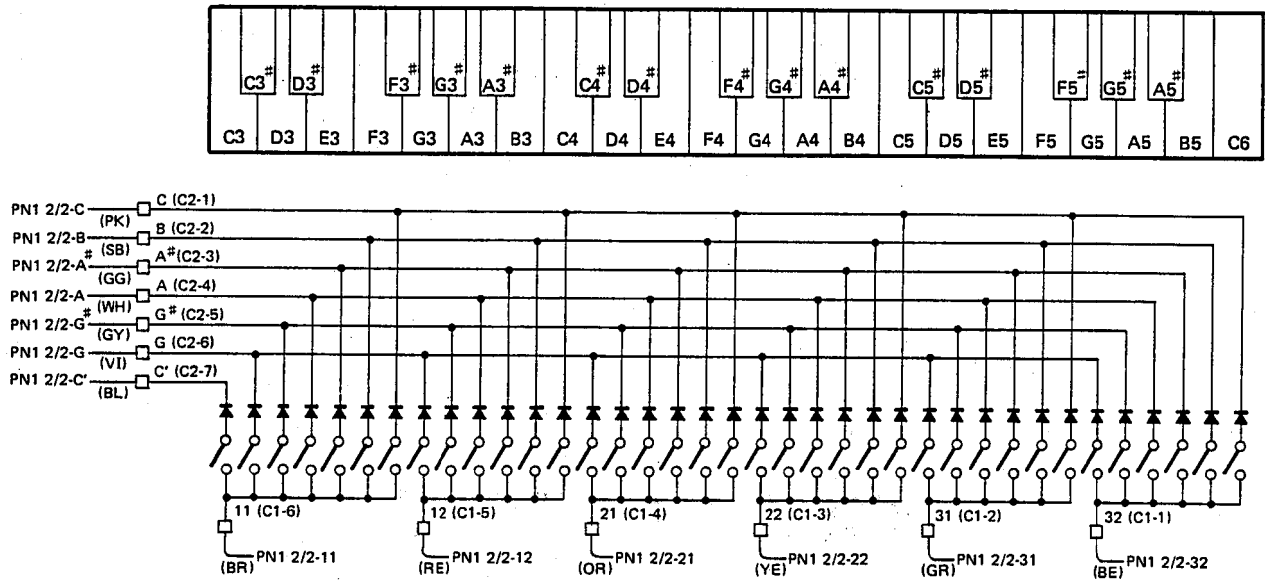 C3# D3# F3# G3# A3# C4# D4# F4# G4# A4# C5# D5# F5# G5# A5#
C3 D3 E3 F3 G3 A3 B3 C4 D4 E4 F4 G4 A4 B4 C5 D5 E5 F5 G5 A5 B5 C6
PN1 2/2-C (PK) C (C2-1)
PN1 2/2-B (SB) B (C2-2)
PN1 2/2-A# (GG) A# (C2-3)
PN1 2/2-A (WH) A (C2-4)
PN1 2/2-G# (GY) G# (C2-5)
PN1 2/2-G (VI) G (C2-6)
PN1 2/2-C' (BL) C' (C2-7)
11 (C1-6) 12 (C1-5) 21 (C1-4) 22 (C1-3) 31 (C1-2) 32 (C1-1)
(BR) PN1 2/2-11 (RE) PN1 2/2-12 (OR) PN1 2/2-21 (YE) PN1 2/2-22 (GR) PN1 2/2-31 (BE) PN1 2/2-32